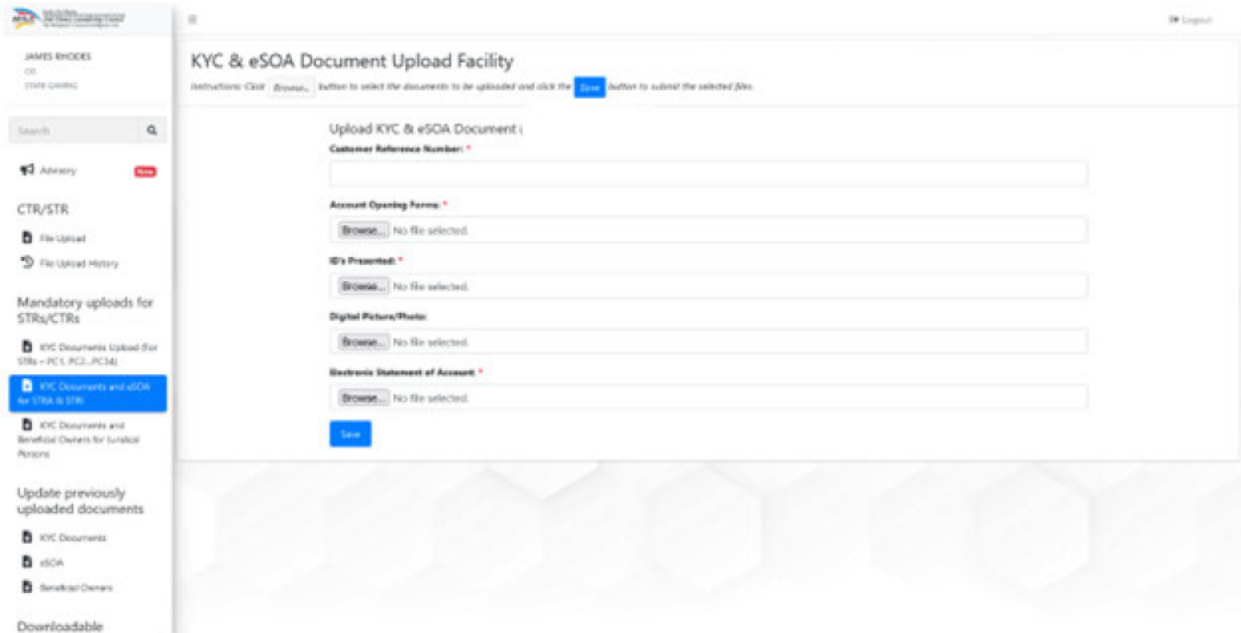 Logout
JAMES RHODES
CO
STATE GAMING
Search
Advisory
New
CTR/STR
File Upload
File Upload History
Mandatory uploads for
STRs/CTRs
KYC Documents Upload (For
STRs - PC1, PC2...PC14)
KYC Documents and eSOA
for STRA & STRI
KYC Documents and
Beneficial Owners for Juridical
Persons
Update previously
uploaded documents
KYC Documents
eSOA
Beneficial Owners
Downloadable
KYC & eSOA Document Upload Facility
Instructions: Click Browse... button to select the documents to be uploaded and click the Save button to submit the selected files.
Upload KYC & eSOA Document (
Customer Reference Number: *
Account Opening Forms: *
Browse... No file selected.
ID's Presented: *
Browse... No file selected.
Digital Picture/Photo:
Browse... No file selected.
Electronic Statement of Account: *
Browse... No file selected.
Save